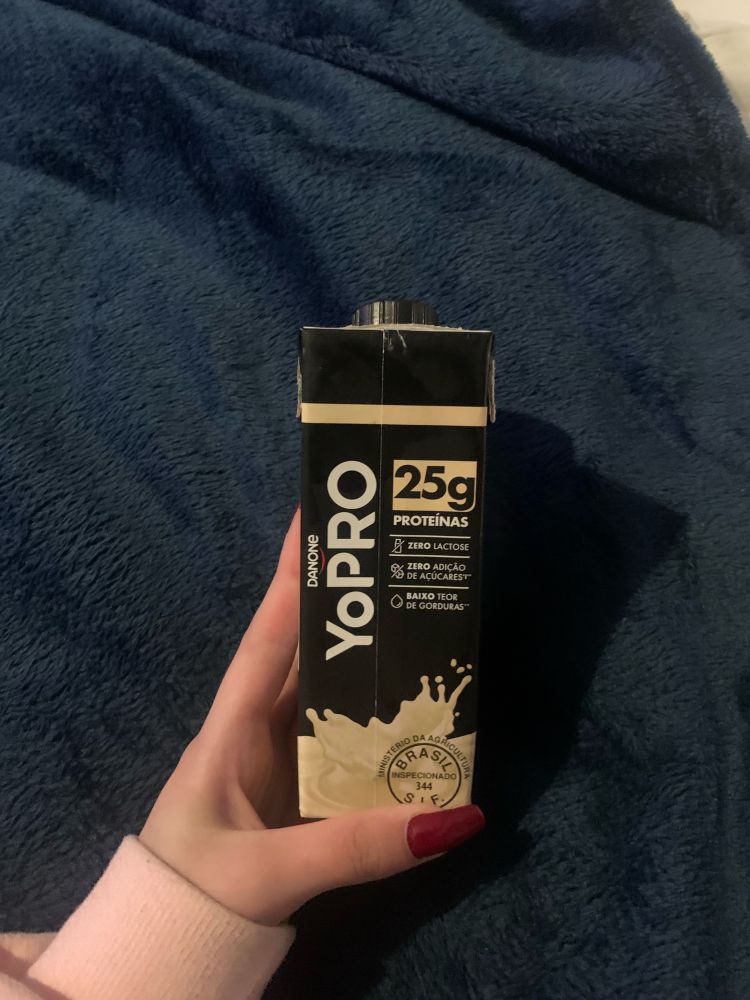 DANONE
YoPRO
25g
PROTEÍNAS
ZERO LACTOSE
ZERO ADIÇÃO
DE AÇÚCARES*
BAIXO TEOR
DE GORDURAS**
MINISTÉRIO DA AGRICULTURA
BRASIL
INSPECIONADO
344
S.I.F.